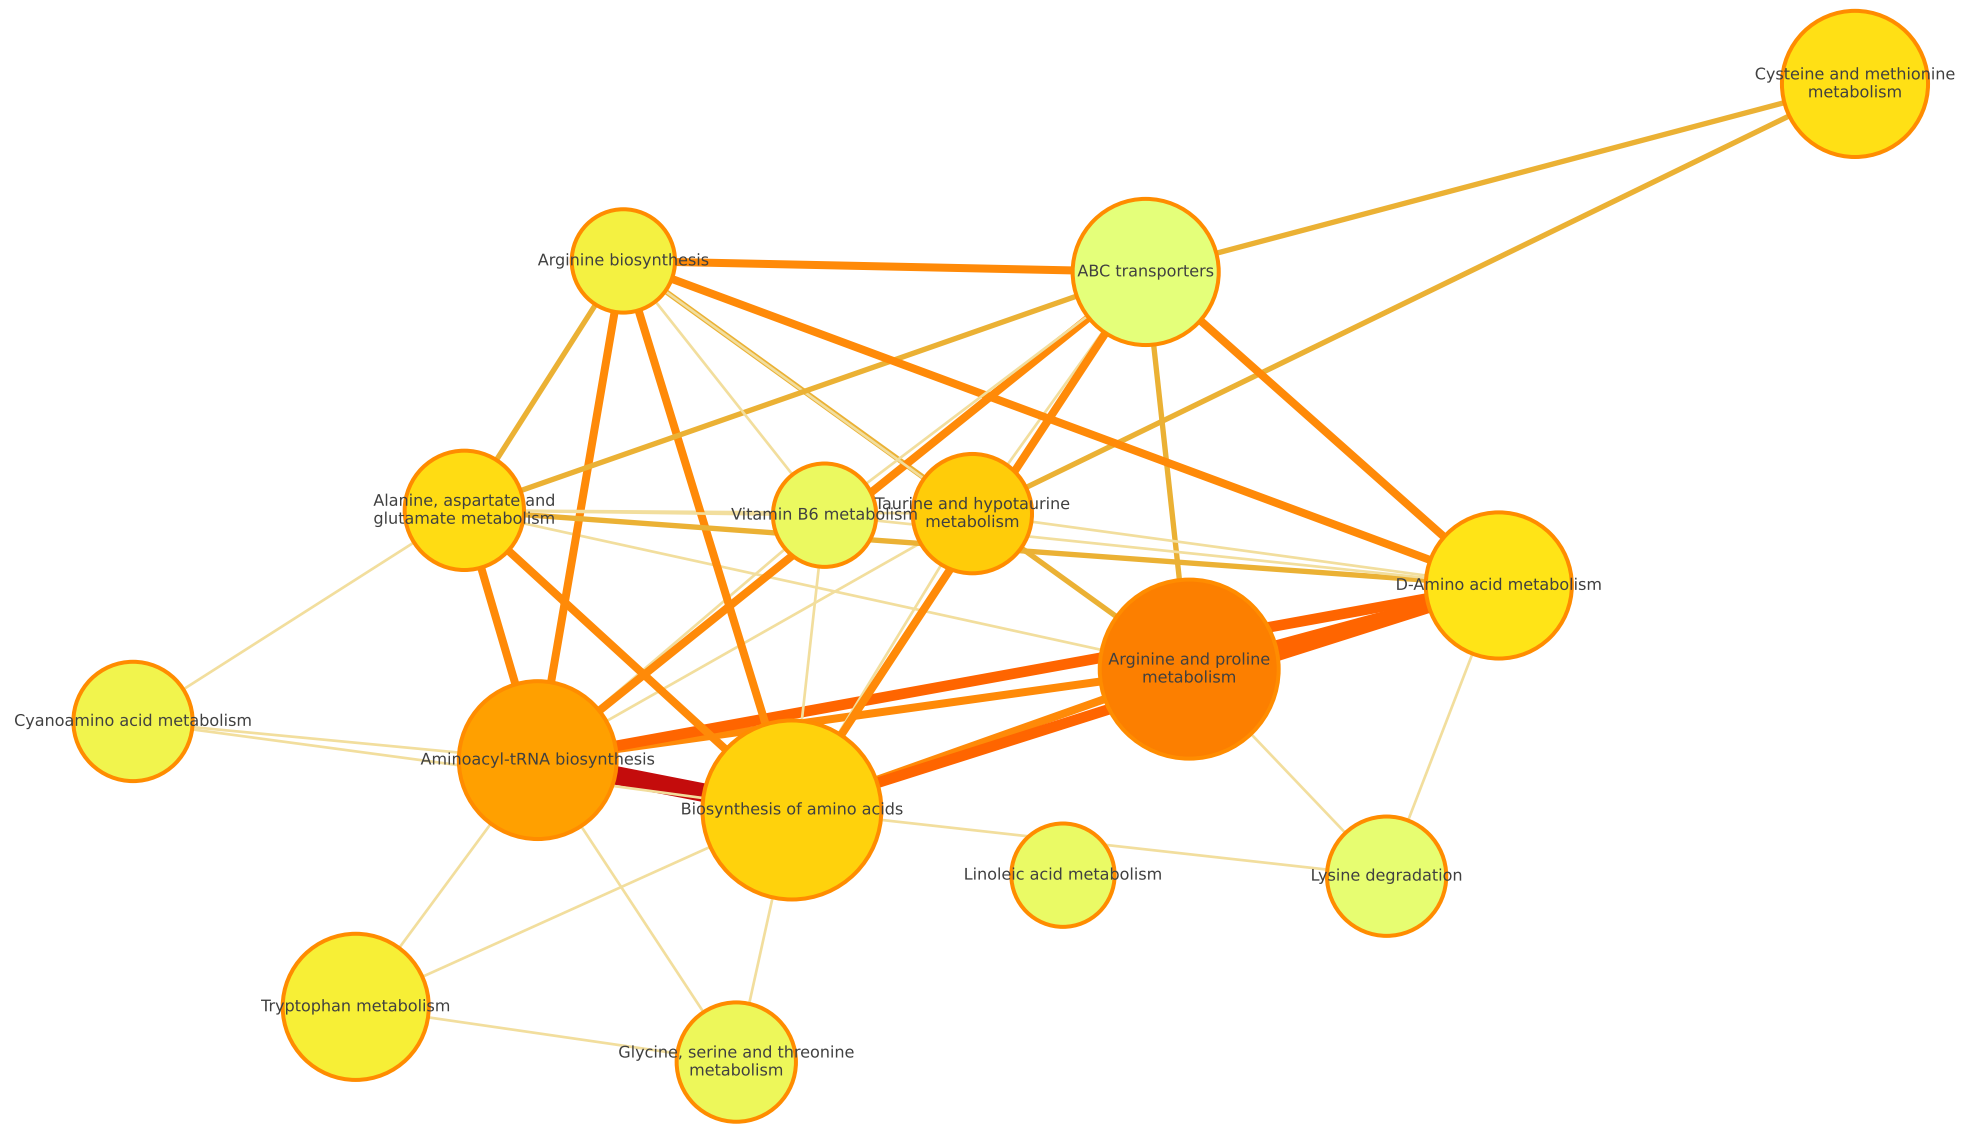 Cysteine and methionine
metabolism
Arginine biosynthesis
ABC transporters
Alanine, aspartate and
glutamate metabolism
Vitamin B6 metabolism
Taurine and hypotaurine
metabolism
D-Amino acid metabolism
Arginine and proline
metabolism
Cyanoamino acid metabolism
Aminoacyl-tRNA biosynthesis
Biosynthesis of amino acids
Linoleic acid metabolism
Lysine degradation
Tryptophan metabolism
Glycine, serine and threonine
metabolism